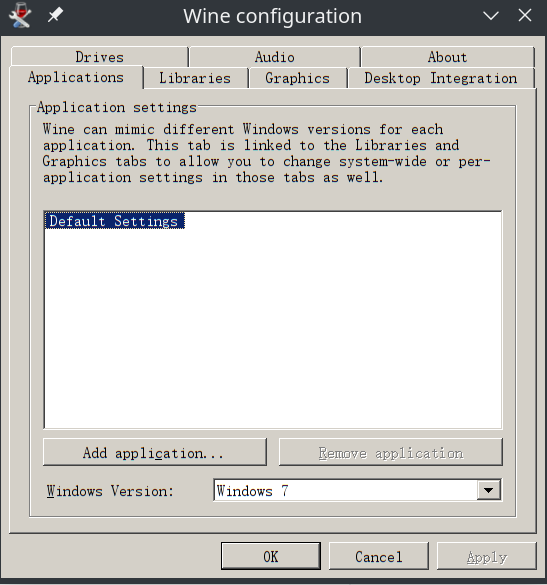 Wine configuration
Drives
Audio
About
Applications
Libraries
Graphics
Desktop Integration
Application settings
Wine can mimic different Windows versions for each
application. This tab is linked to the Libraries and
Graphics tabs to allow you to change system-wide or per-
application settings in those tabs as well.
Default Settings
Add application...
Remove application
Windows Version:
Windows 7
OK
Cancel
Apply